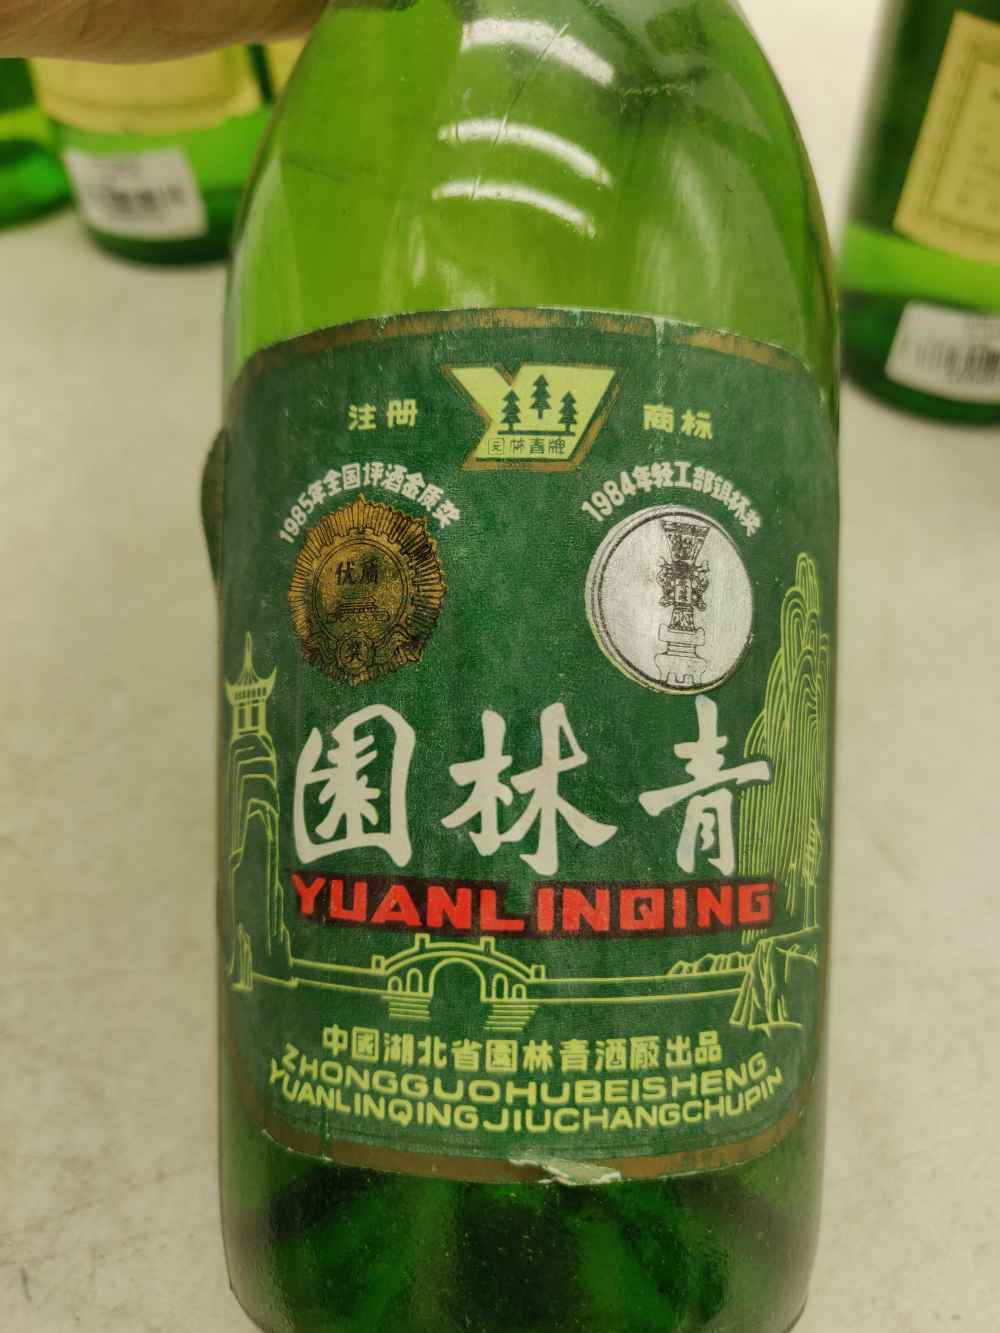 注册 商标
园林青牌
1985年全国评酒金质奖
1984年轻工部银杯奖
优质
奖
園林青
YUANLINQING
中國湖北省園林青酒廠出品
ZHONGGUOHUBEISHENG
YUANLINQINGJIUCHANGCHUPIN